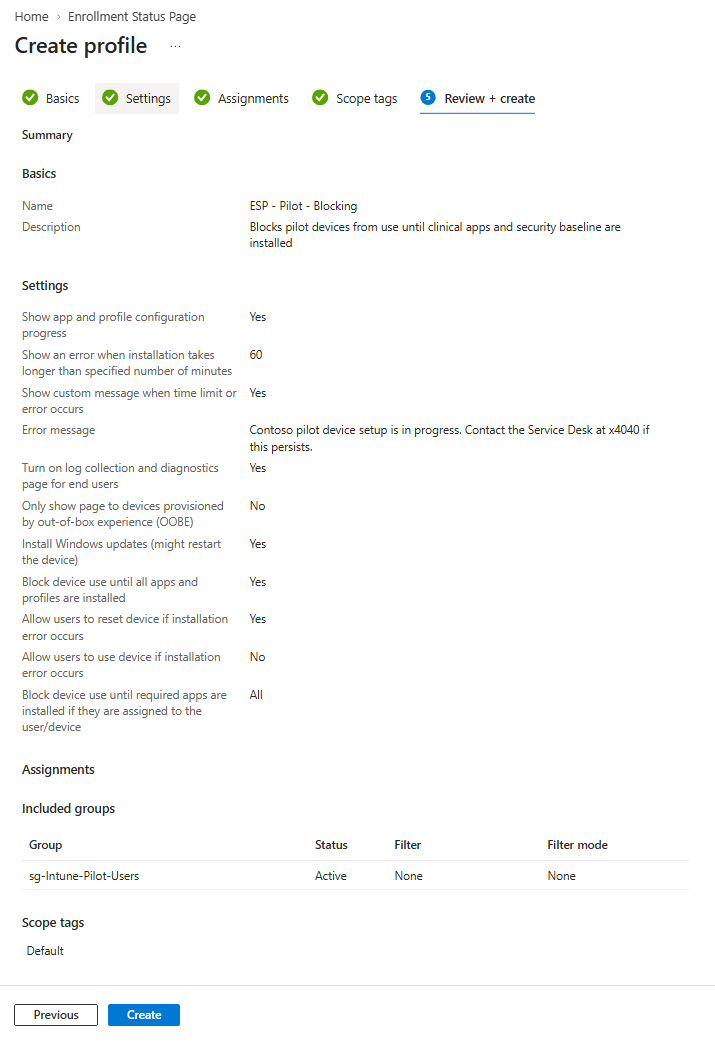 Home > Enrollment Status Page
Create profile ...
Basics Settings Assignments Scope tags 5 Review + create
Summary
Basics
Name ESP - Pilot - Blocking
Description Blocks pilot devices from use until clinical apps and security baseline are
installed
Settings
Show app and profile configuration Yes
progress
Show an error when installation takes 60
longer than specified number of minutes
Show custom message when time limit or Yes
error occurs
Error message Contoso pilot device setup is in progress. Contact the Service Desk at x4040 if
this persists.
Turn on log collection and diagnostics Yes
page for end users
Only show page to devices provisioned No
by out-of-box experience (OOBE)
Install Windows updates (might restart Yes
the device)
Block device use until all apps and Yes
profiles are installed
Allow users to reset device if installation Yes
error occurs
Allow users to use device if installation No
error occurs
Block device use until required apps are All
installed if they are assigned to the
user/device
Assignments
Included groups
Group Status Filter Filter mode
sg-Intune-Pilot-Users Active None None
Scope tags
Default
Previous Create